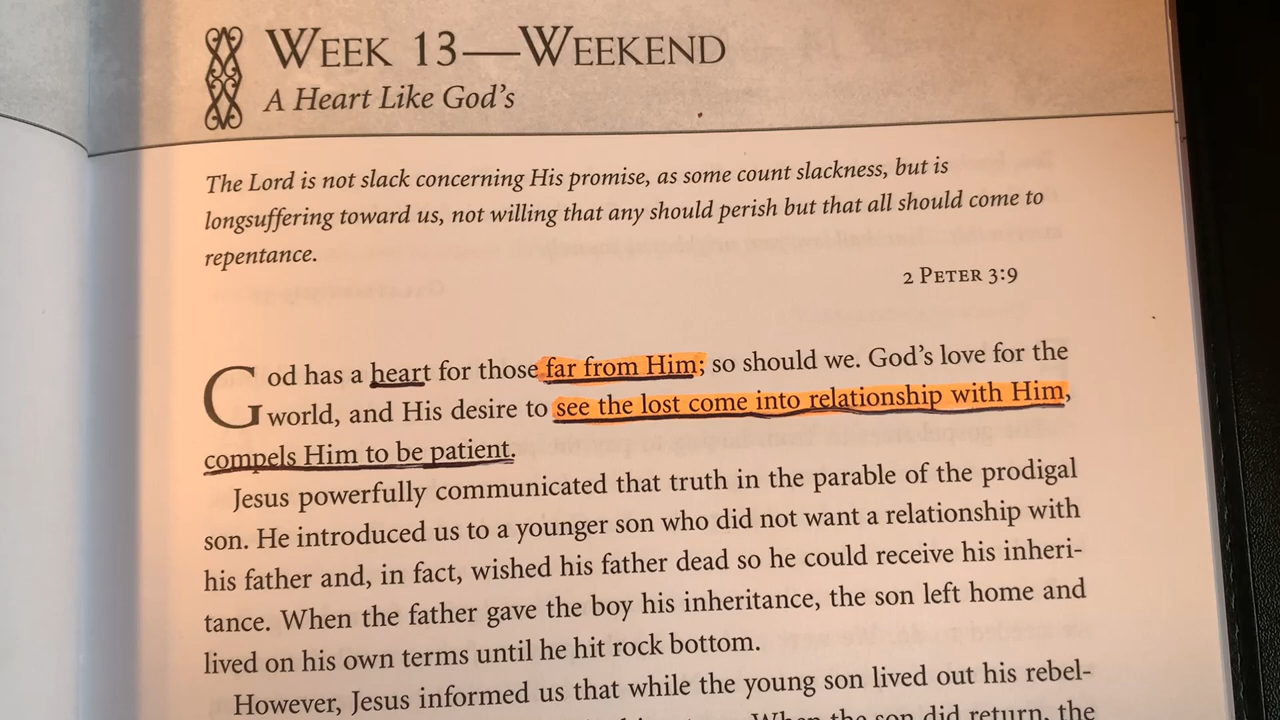 WEEK 13—WEEKEND
A Heart Like God's
The Lord is not slack concerning His promise, as some count slackness, but is
longsuffering toward us, not willing that any should perish but that all should come to
repentance.
2 PETER 3:9
God has a heart for those far from Him; so should we. God's love for the
world, and His desire to see the lost come into relationship with Him,
compels Him to be patient.
Jesus powerfully communicated that truth in the parable of the prodigal
son. He introduced us to a younger son who did not want a relationship with
his father and, in fact, wished his father dead so he could receive his inheri-
tance. When the father gave the boy his inheritance, the son left home and
lived on his own terms until he hit rock bottom.
However, Jesus informed us that while the young son lived out his rebel-
When the son did return, the